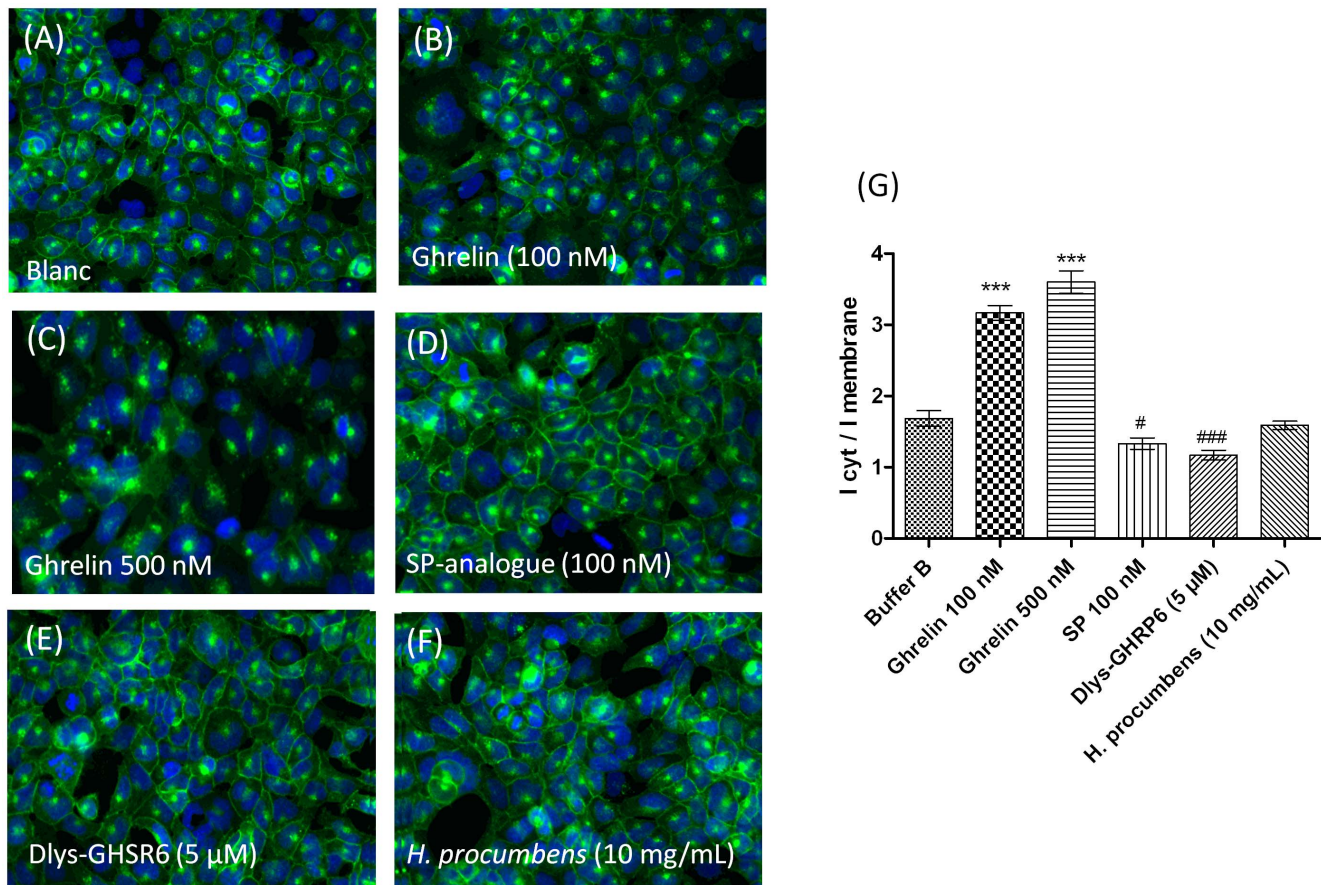 (A)
Blanc
(B)
Ghrelin (100 nM)
(C)
Ghrelin 500 nM
(D)
SP-analogue (100 nM)
(E)
Dlys-GHSR6 (5 µM)
(F)
H. procumbens (10 mg/mL)
(G)
I cyt / I membrane
4
3
2
1
0
***
***
#
###
Buffer B
Ghrelin 100 nM
Ghrelin 500 nM
SP 100 nM
Dlys-GHRP6 (5 µM)
H. procumbens (10 mg/mL)